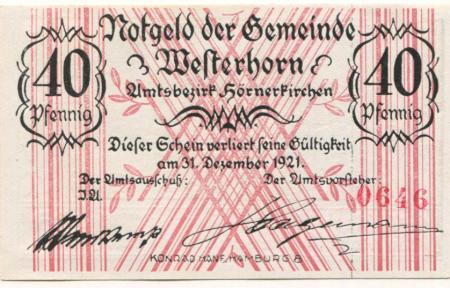 Notgeld der Gemeinde
Westerhorn
40 Pfennig
40 Pfennig
Amtsbezirk Hörnerkirchen
Dieser Schein verliert seine Gültigkeit
am 31. Dezember 1921.
Der Amtsausschuß: Der Amtsvorsteher:
I.A. 0646
KONRAD HANF, HAMBURG 8